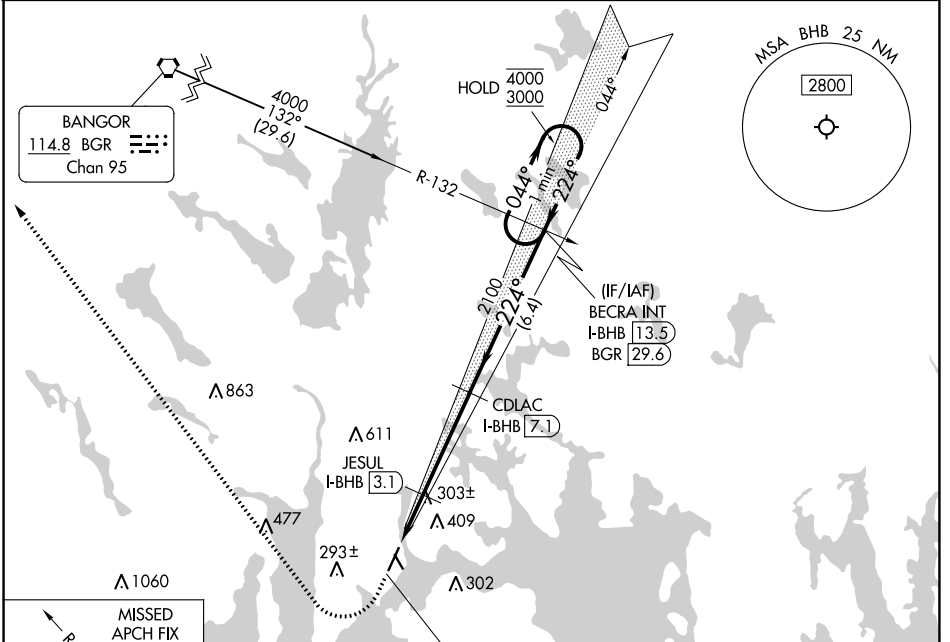 MSA BHB 25 NM
2800
HOLD 4000
3000
044°
4000
132°
(29.6)
BANGOR
114.8 BGR
Chan 95
R-132
044°
1 min
224°
2100
224°
(6.4)
(IF/IAF)
BECRA INT
I-BHB 13.5
BGR 29.6
863
CDLAC
I-BHB 7.1
611
JESUL
I-BHB 3.1
303±
409
477
293±
302
1060
MISSED
APCH FIX
R